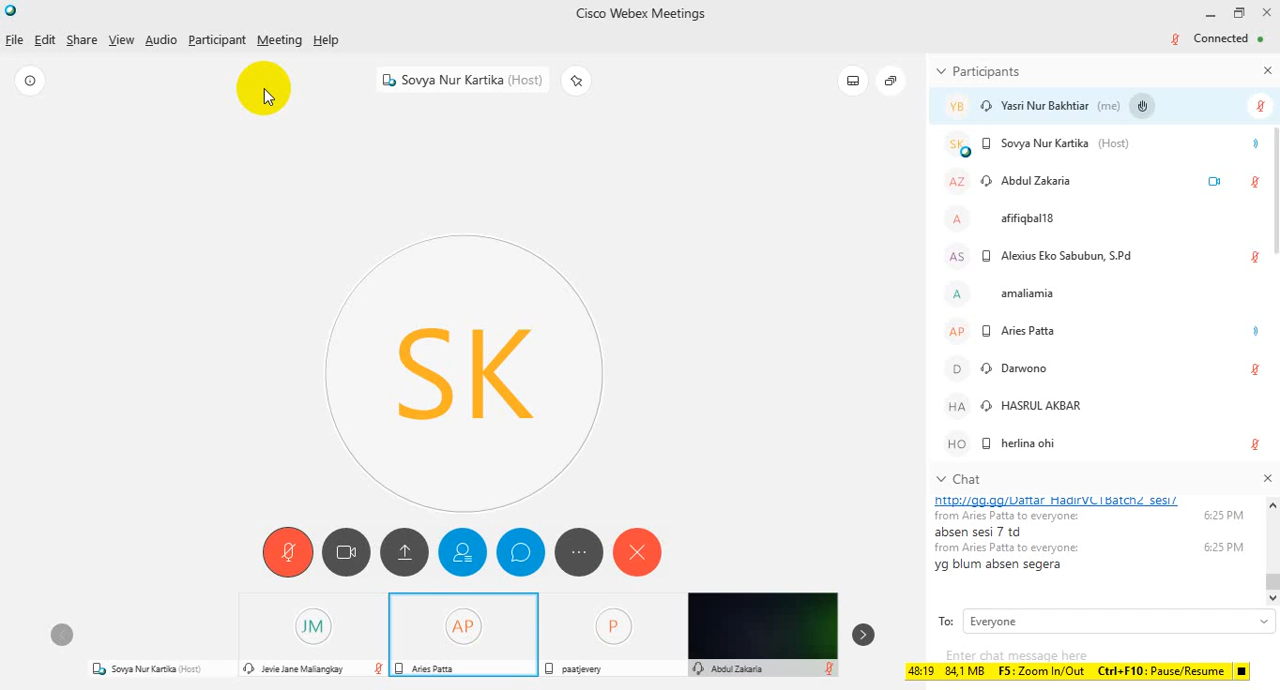 Cisco Webex Meetings
File Edit Share View Audio Participant Meeting Help
Connected
Sovya Nur Kartika (Host)
SK
JM
Sovya Nur Kartika (Host)
Jevie Jane Maliangkay
AP
Aries Patta
P
paatjevery
Abdul Zakaria
Participants
YB Yasri Nur Bakhtiar (me)
SK Sovya Nur Kartika (Host)
AZ Abdul Zakaria
A afifiqbal18
AS Alexius Eko Sabubun, S.Pd
A amaliamia
AP Aries Patta
D Darwono
HA HASRUL AKBAR
HO herlina ohi
Chat
http://gg.gg/Daftar_HadirVCTBatch2_sesi7
from Aries Patta to everyone: 6:25 PM
absen sesi 7 td
from Aries Patta to everyone: 6:25 PM
yg blum absen segera
To: Everyone
Enter chat message here
48:19 84,1 MB F5: Zoom In/Out Ctrl+F10: Pause/Resume